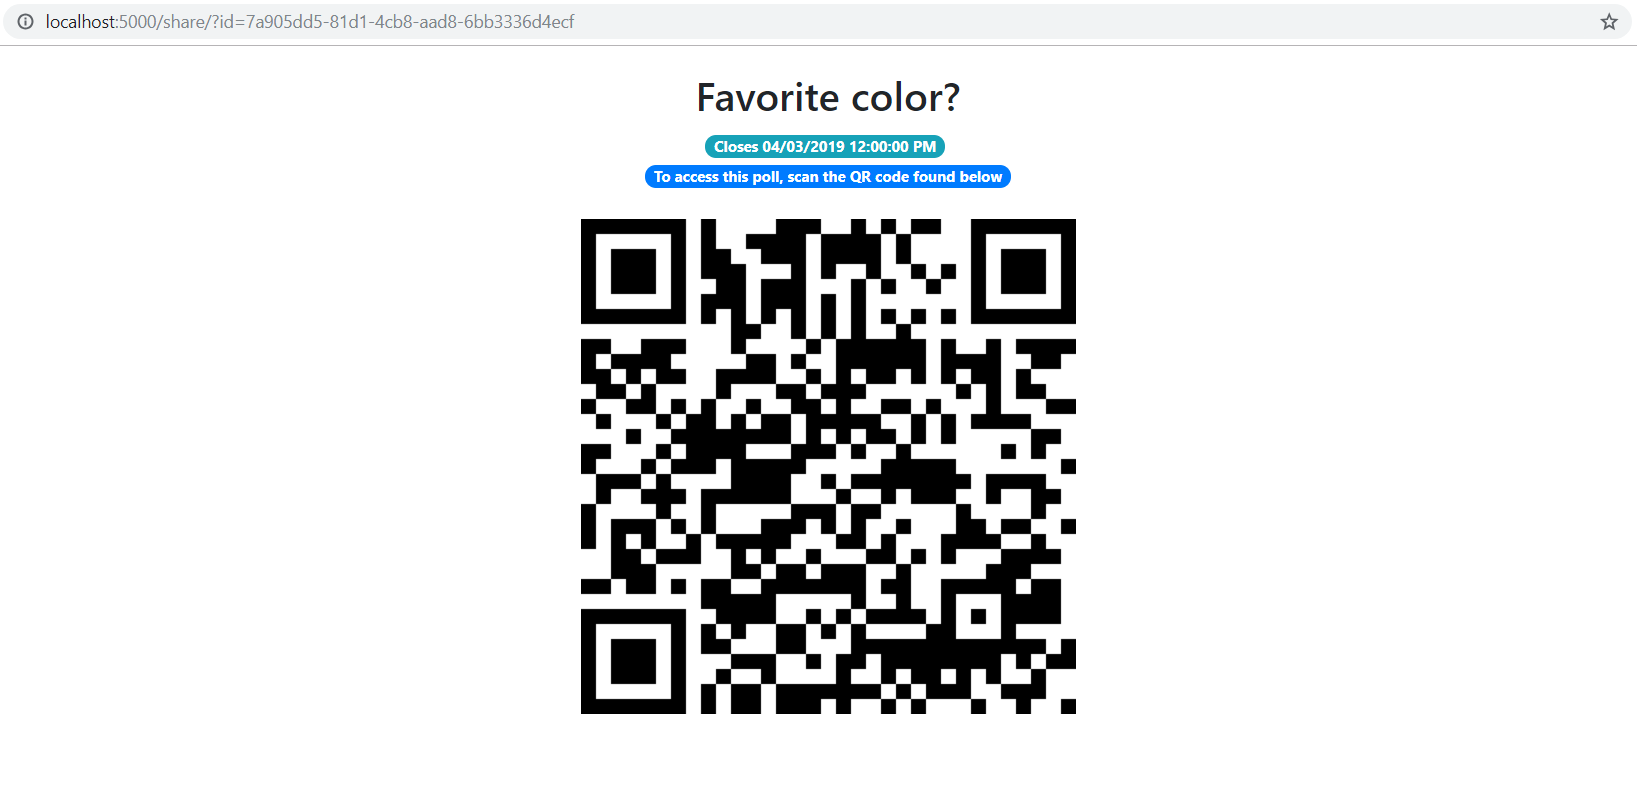 localhost:5000/share/?id=7a905dd5-81d1-4cb8-aad8-6bb3336d4ecf
Favorite color?
Closes 04/03/2019 12:00:00 PM
To access this poll, scan the QR code found below